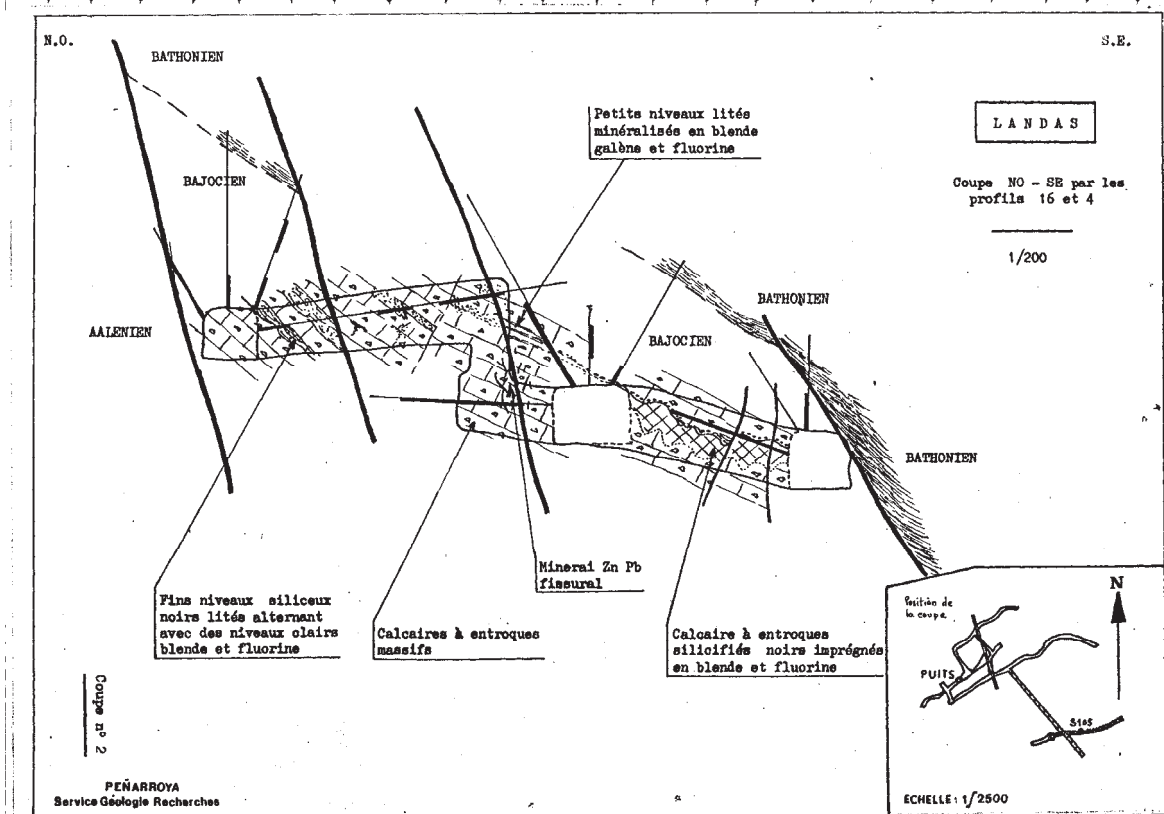 N.O.
S.E.
BATHONIEN
Petits niveaux lités
minéralisés en blende
galène et fluorine
LANDAS
Coupe NO - SE par les
profils 16 et 4
1/200
BAJOCIEN
BATHONIEN
AALENIEN
BAJOCIEN
BATHONIEN
Minerai Zn Pb
fissural
Fins niveaux siliceux
noirs lités alternant
avec des niveaux clairs
blende et fluorine
Calcaires à entroques
massifs
Calcaire à entroques
silicifiés noirs imprégnés
en blende et fluorine
Coupe n° 2
PEÑARROYA
Service Géologie Recherches
Position de
la coupe
N
PUITS
S105
ECHELLE: 1/2500